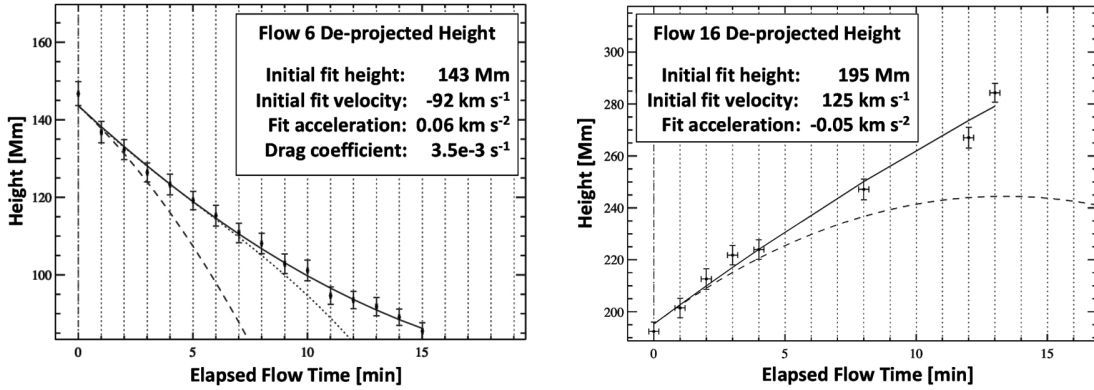 Flow 6 De-projected Height
Initial fit height: 143 Mm
Initial fit velocity: -92 km s⁻¹
Fit acceleration: 0.06 km s⁻²
Drag coefficient: 3.5e-3 s⁻¹
Height [Mm]
160
140
120
100
0
5
10
15
Elapsed Flow Time [min]
Flow 16 De-projected Height
Initial fit height: 195 Mm
Initial fit velocity: 125 km s⁻¹
Fit acceleration: -0.05 km s⁻²
Height [Mm]
300
280
260
240
220
200
0
5
10
15
Elapsed Flow Time [min]